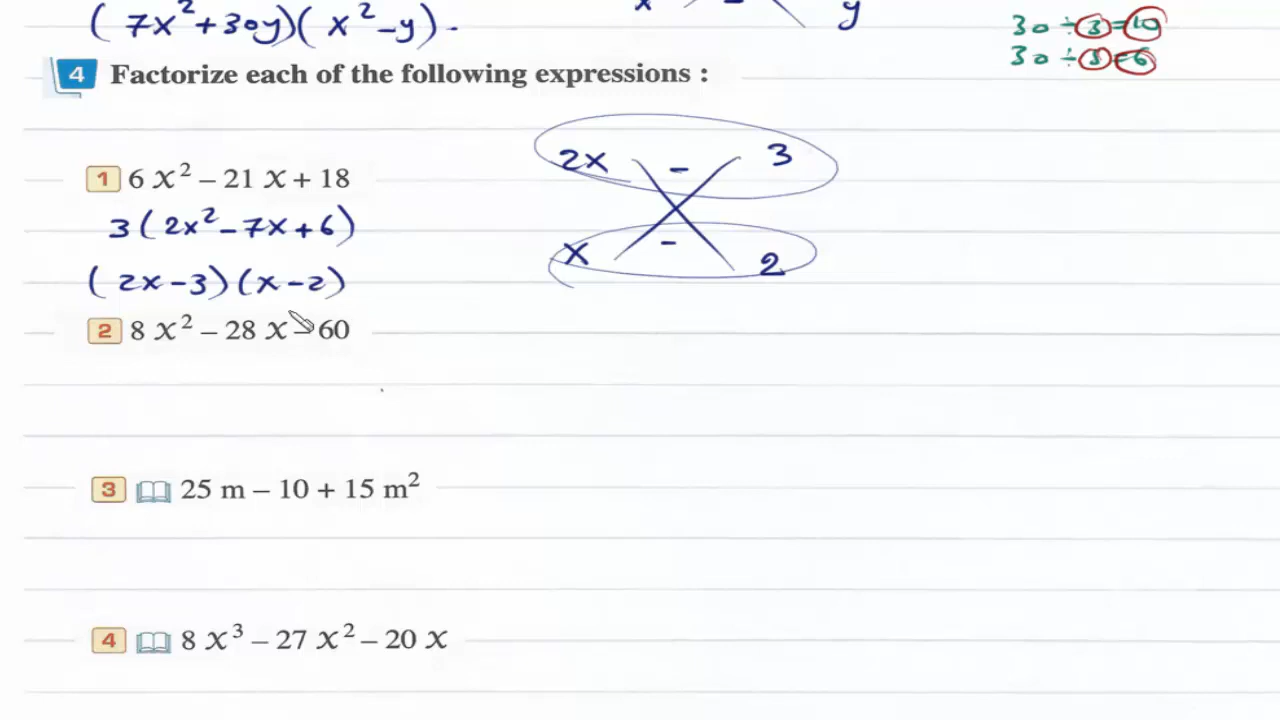 (7x²+30y)(x²-y).
x - y
30 ÷ 3 = 10
30 ÷ 5 = 6
4 Factorize each of the following expressions :
1 6 x² – 21 x + 18
3(2x²-7x+6)
(2x-3)(x-2)
2x - 3
x - 2
2 8 x² – 28 x – 60
3 25 m – 10 + 15 m²
4 8 x³ – 27 x² – 20 x